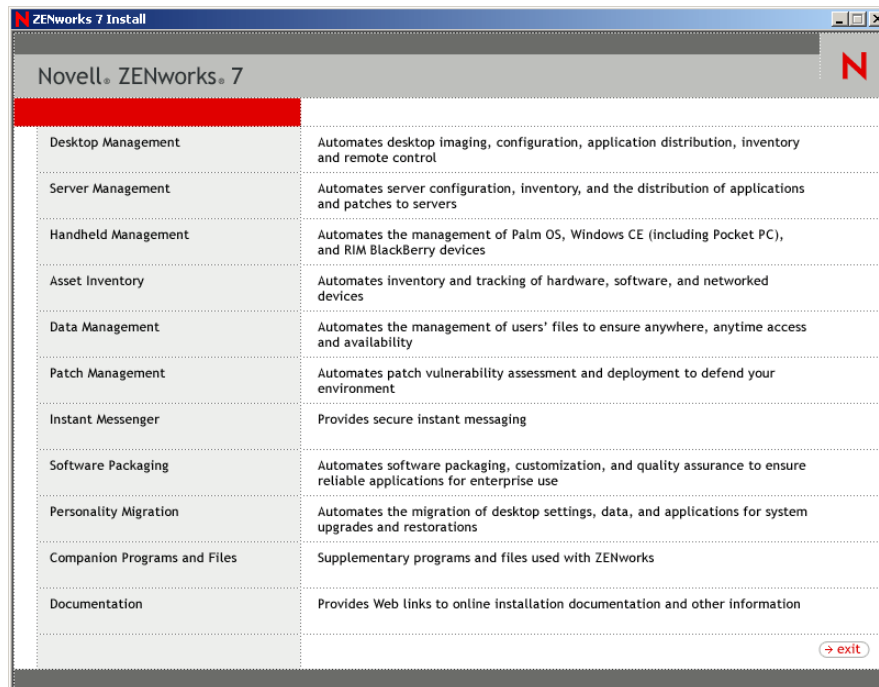 N ZENworks 7 Install
Novell® ZENworks® 7
N
Desktop Management
Automates desktop imaging, configuration, application distribution, inventory
and remote control
Server Management
Automates server configuration, inventory, and the distribution of applications
and patches to servers
Handheld Management
Automates the management of Palm OS, Windows CE (including Pocket PC),
and RIM BlackBerry devices
Asset Inventory
Automates inventory and tracking of hardware, software, and networked
devices
Data Management
Automates the management of users' files to ensure anywhere, anytime access
and availability
Patch Management
Automates patch vulnerability assessment and deployment to defend your
environment
Instant Messenger
Provides secure instant messaging
Software Packaging
Automates software packaging, customization, and quality assurance to ensure
reliable applications for enterprise use
Personality Migration
Automates the migration of desktop settings, data, and applications for system
upgrades and restorations
Companion Programs and Files
Supplementary programs and files used with ZENworks
Documentation
Provides Web links to online installation documentation and other information
→ exit